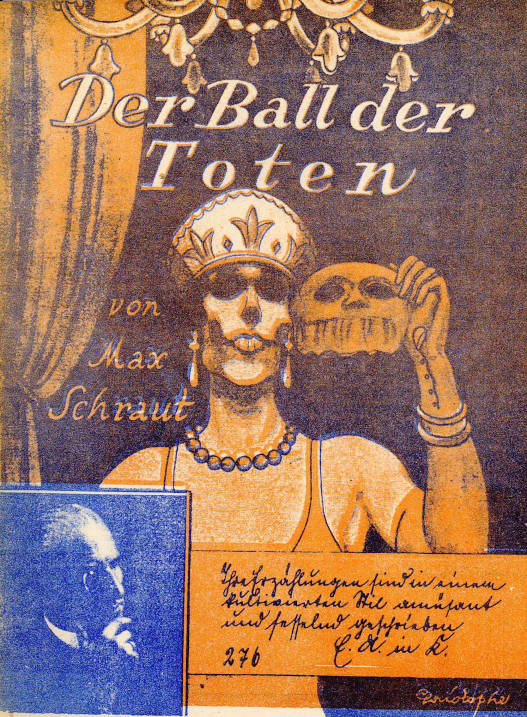 Der Ball der
Toten
von
Max
Schraut
Ihre Erzählungen sind in einem
kultivierten Stil amüsant
und fesselnd geschrieben
E. A. in K.
276